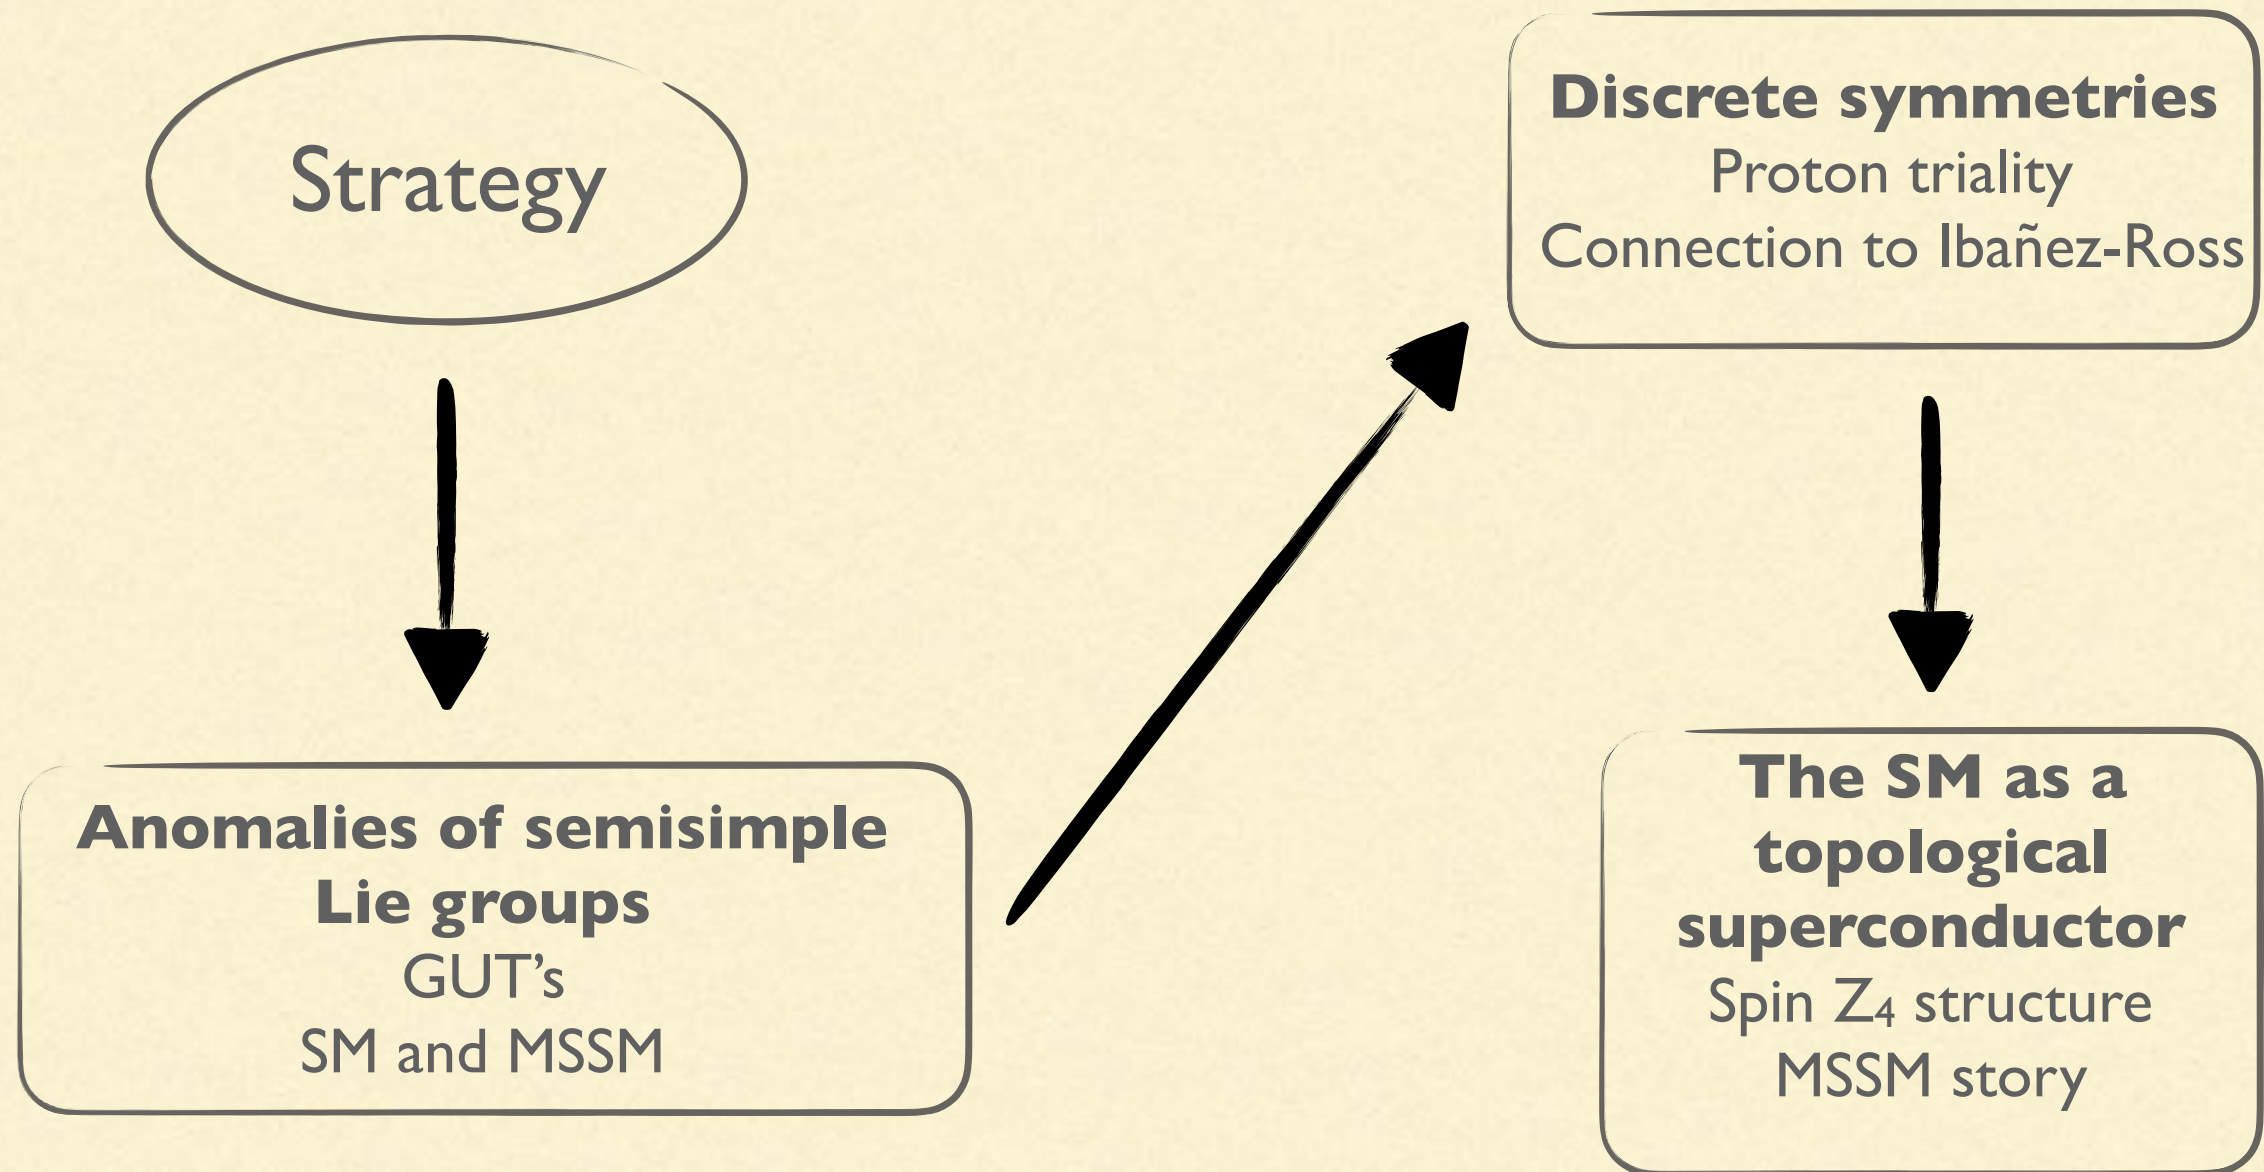 Strategy
Anomalies of semisimple
Lie groups
GUT’s
SM and MSSM
Discrete symmetries
Proton triality
Connection to Ibañez-Ross
The SM as a
topological
superconductor
Spin Z₄ structure
MSSM story